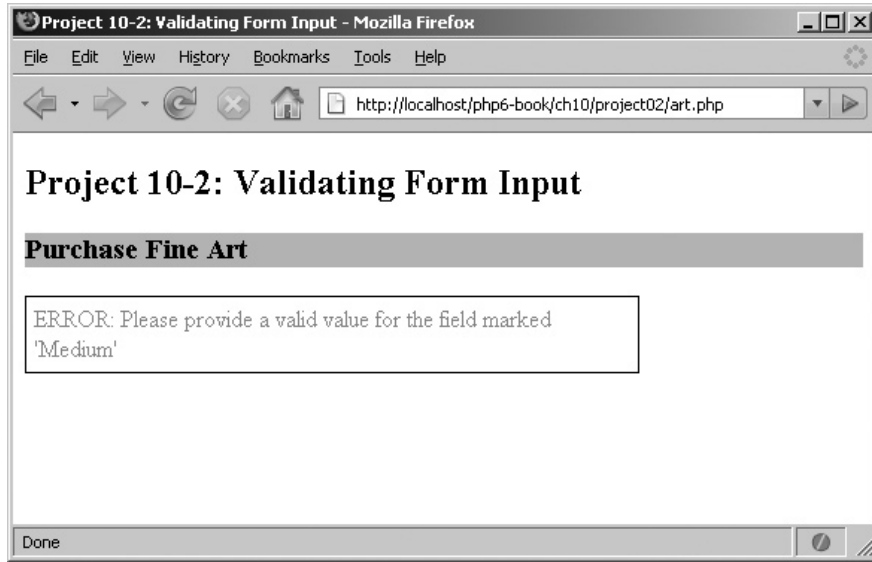 Project 10-2: Validating Form Input - Mozilla Firefox
File Edit View History Bookmarks Tools Help
http://localhost/php6-book/ch10/project02/art.php
Project 10-2: Validating Form Input
Purchase Fine Art
ERROR: Please provide a valid value for the field marked
'Medium'
Done